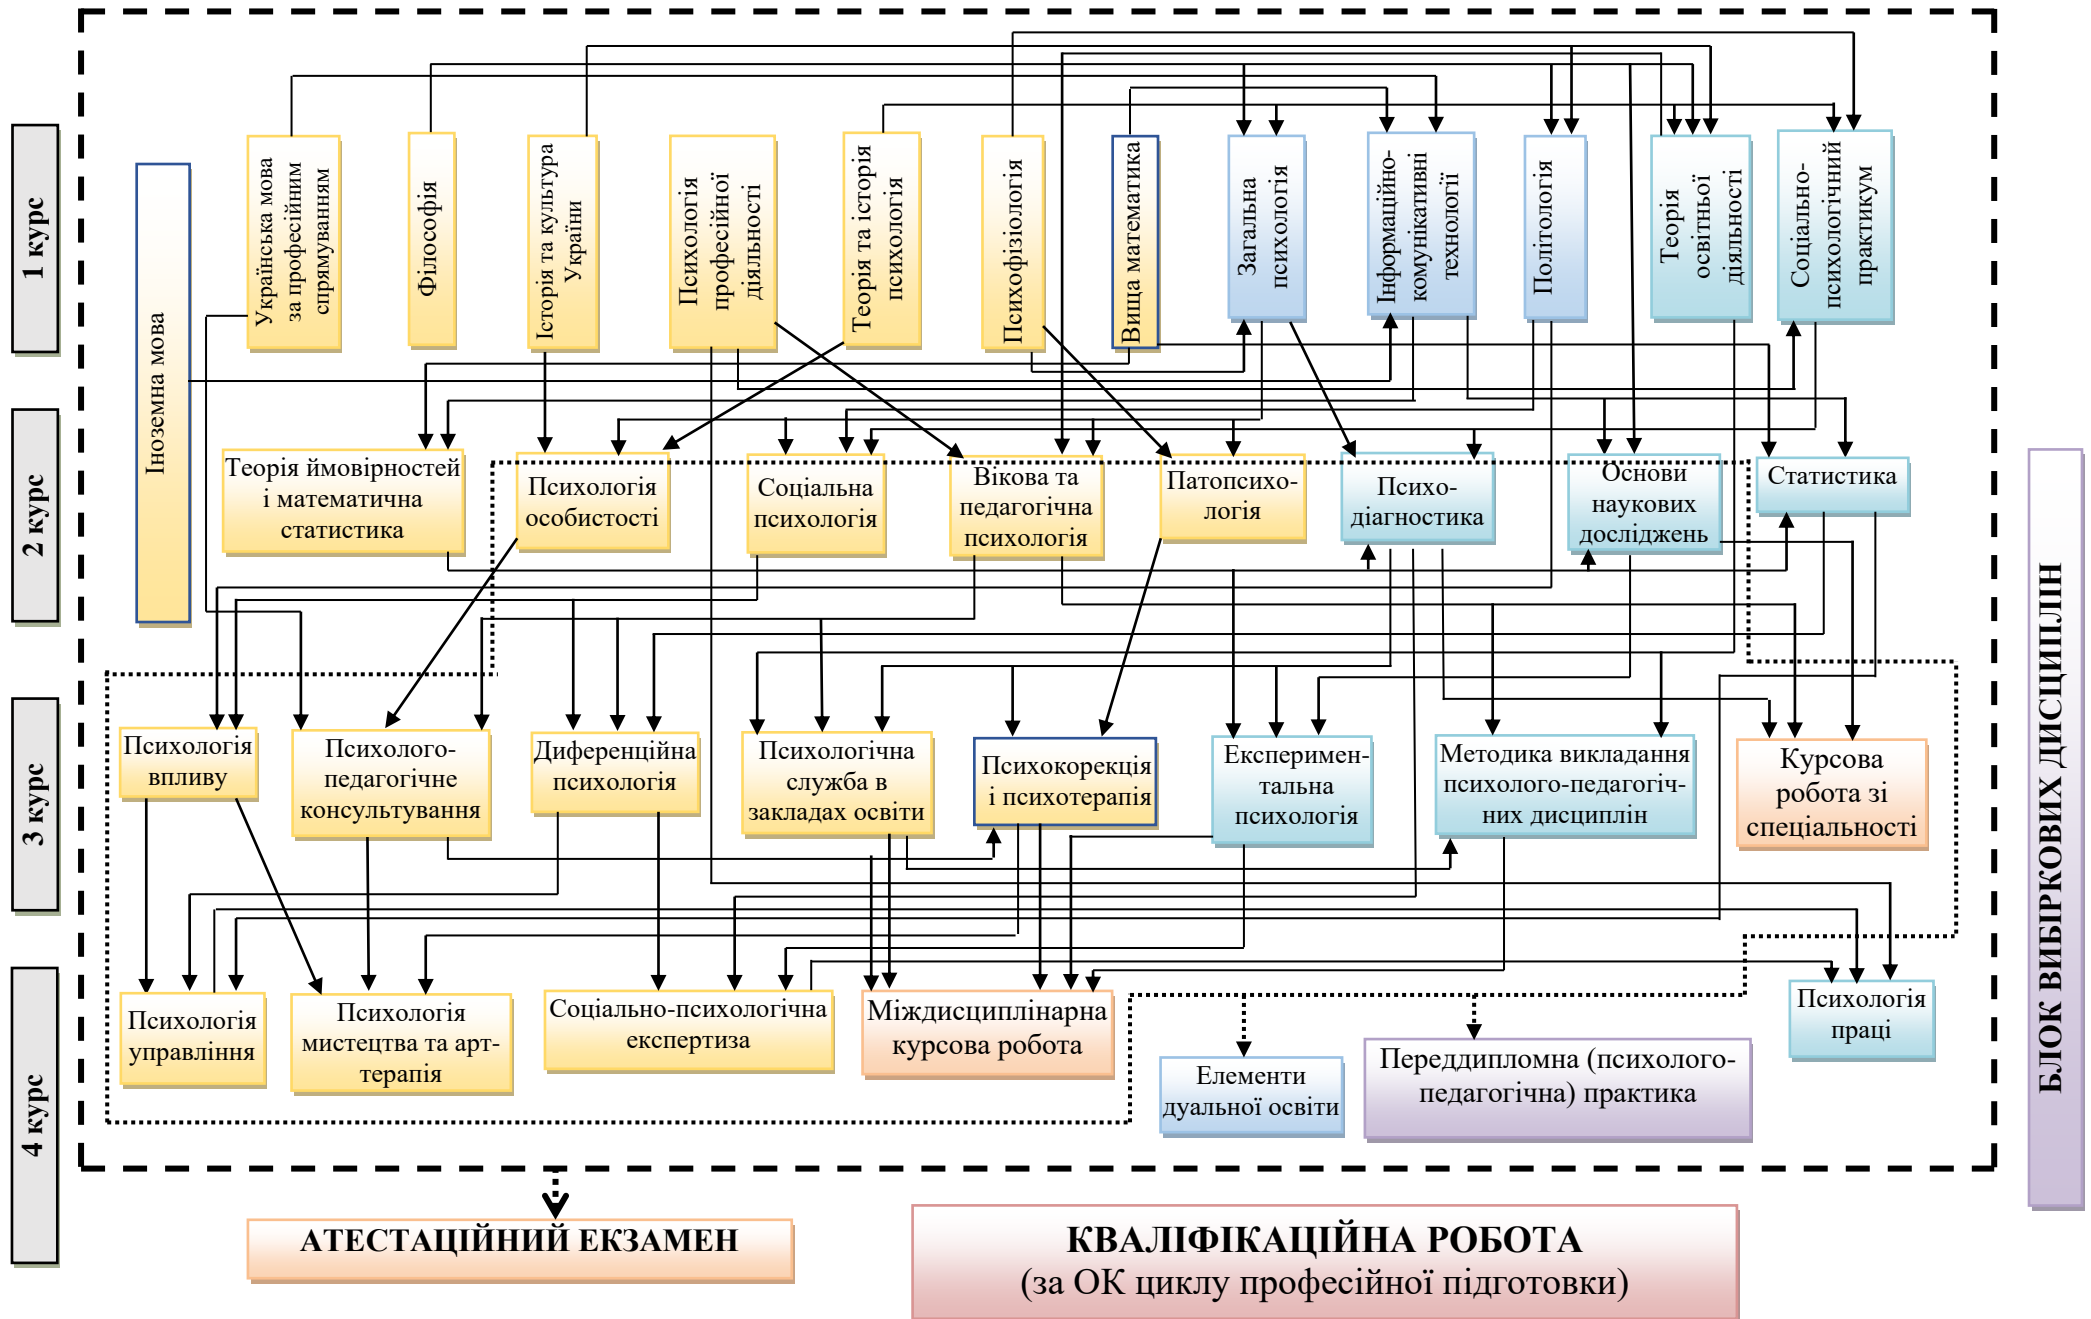 1 курс
2 курс
3 курс
4 курс
Іноземна мова
Українська мова
за професійним
спрямуванням
Філософія
Історія та культура
України
Психологія
професійної
діяльності
Теорія та історія
психологія
Психофізіологія
Вища математика
Загальна
психологія
Інформаційно-
комунікативні
технології
Політологія
Теорія
освітньої
діяльності
Соціально-
психологічний
практикум
Теорія ймовірностей
і математична
статистика
Психологія
особистості
Соціальна
психологія
Вікова та
педагогічна
психологія
Патопсихо-
логія
Психо-
діагностика
Основи
наукових
досліджень
Статистика
Психологія
впливу
Психолого-
педагогічне
консультування
Диференційна
психологія
Психологічна
служба в
закладах освіти
Психокорекція
і психотерапія
Експеримен-
тальна
психологія
Методика викладання
психолого-педагогіч-
них дисциплін
Курсова
робота зі
спеціальності
Психологія
управління
Психологія
мистецтва та арт-
терапія
Соціально-психологічна
експертиза
Міждисциплінарна
курсова робота
Елементи
дуальної освіти
Переддипломна (психолого-
педагогічна) практика
Психологія
праці
БЛОК ВИБІРКОВИХ ДИСЦИПЛІН
АТЕСТАЦІЙНИЙ ЕКЗАМЕН
КВАЛІФІКАЦІЙНА РОБОТА
(за ОК циклу професійної підготовки)